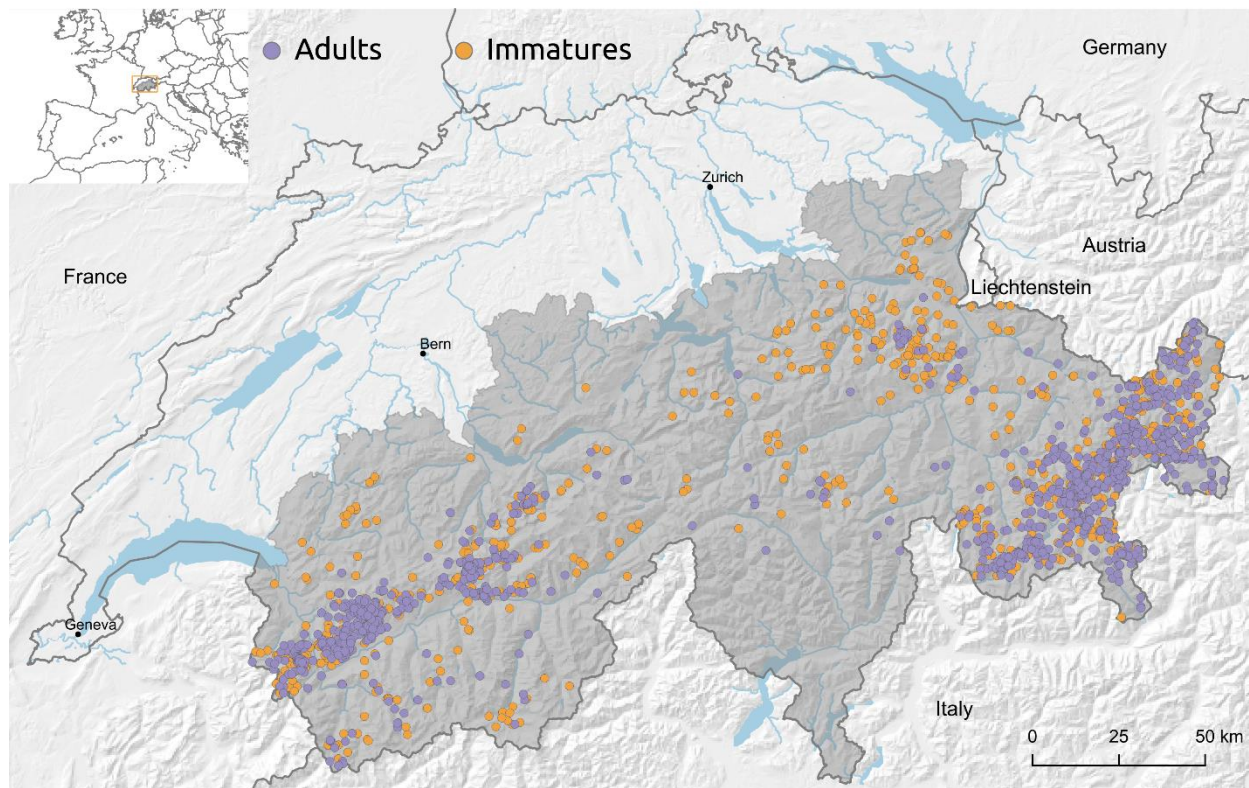 Adults
Immatures
Germany
Zurich
Austria
France
Liechtenstein
Bern
Geneva
Italy
0 25 50 km